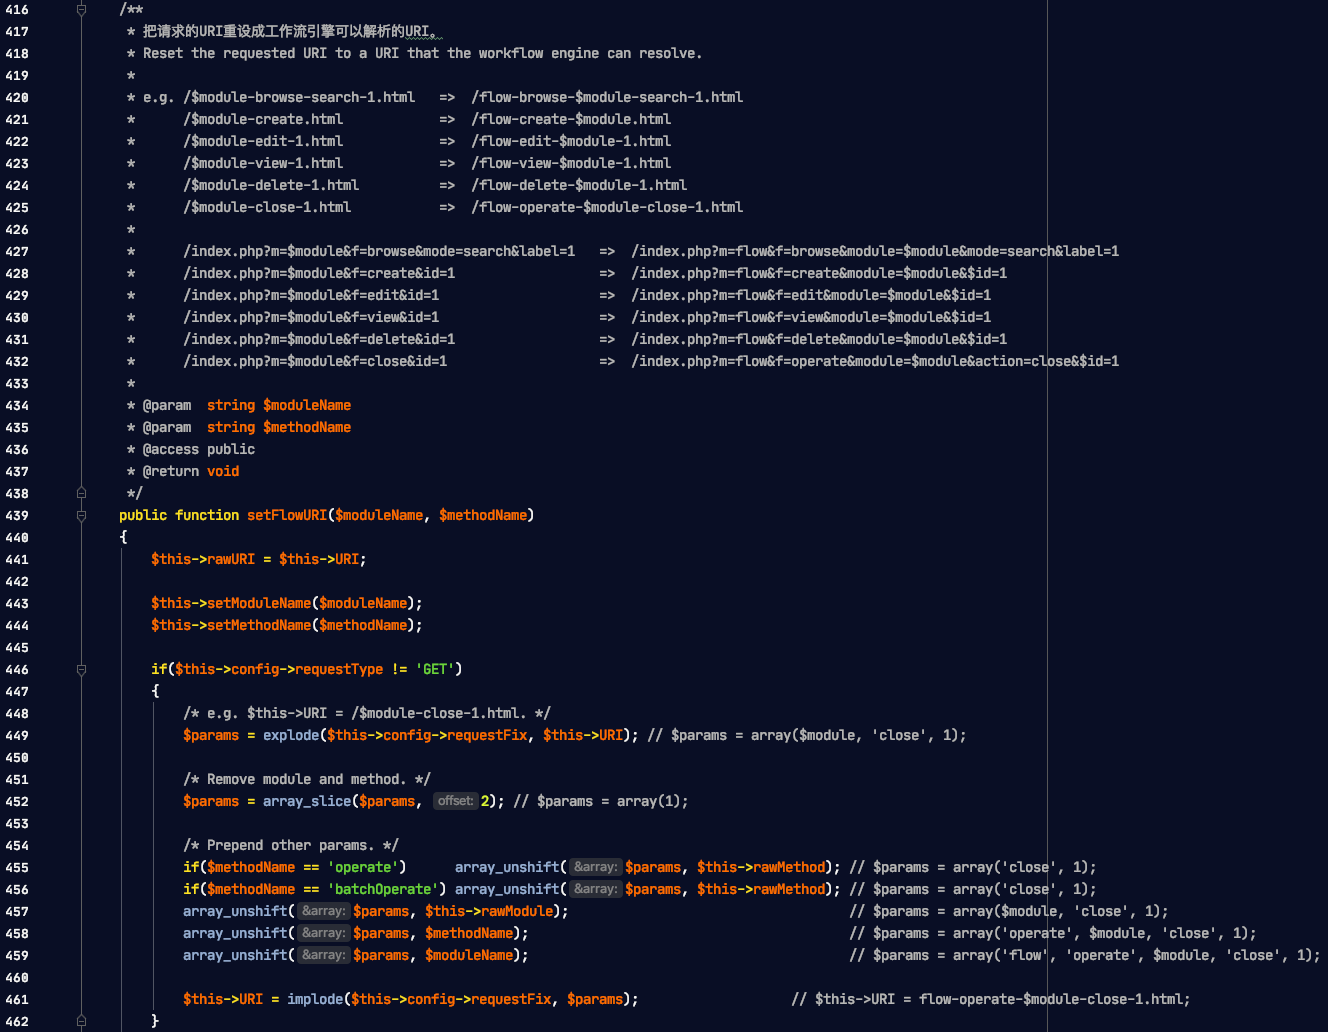 416 /**
417 * 把请求的URI重设成工作流引擎可以解析的URI。
418 * Reset the requested URI to a URI that the workflow engine can resolve.
419 *
420 * e.g. /$module-browse-search-1.html => /flow-browse-$module-search-1.html
421 * /$module-create.html => /flow-create-$module.html
422 * /$module-edit-1.html => /flow-edit-$module-1.html
423 * /$module-view-1.html => /flow-view-$module-1.html
424 * /$module-delete-1.html => /flow-delete-$module-1.html
425 * /$module-close-1.html => /flow-operate-$module-close-1.html
426 *
427 * /index.php?m=$module&f=browse&mode=search&label=1 => /index.php?m=flow&f=browse&module=$module&mode=search&label=1
428 * /index.php?m=$module&f=create&id=1 => /index.php?m=flow&f=create&module=$module&$id=1
429 * /index.php?m=$module&f=edit&id=1 => /index.php?m=flow&f=edit&module=$module&$id=1
430 * /index.php?m=$module&f=view&id=1 => /index.php?m=flow&f=view&module=$module&$id=1
431 * /index.php?m=$module&f=delete&id=1 => /index.php?m=flow&f=delete&module=$module&$id=1
432 * /index.php?m=$module&f=close&id=1 => /index.php?m=flow&f=operate&module=$module&action=close&$id=1
433 *
434 * @param string $moduleName
435 * @param string $methodName
436 * @access public
437 * @return void
438 */
439 public function setFlowURI($moduleName, $methodName)
440 {
441 $this->rawURI = $this->URI;
442
443 $this->setModuleName($moduleName);
444 $this->setMethodName($methodName);
445
446 if($this->config->requestType != 'GET')
447 {
448 /* e.g. $this->URI = /$module-close-1.html. */
449 $params = explode($this->config->requestFix, $this->URI); // $params = array($module, 'close', 1);
450
451 /* Remove module and method. */
452 $params = array_slice($params, offset: 2); // $params = array(1);
453
454 /* Prepend other params. */
455 if($methodName == 'operate') array_unshift( &array: $params, $this->rawMethod); // $params = array('close', 1);
456 if($methodName == 'batchOperate') array_unshift( &array: $params, $this->rawMethod); // $params = array('close', 1);
457 array_unshift( &array: $params, $this->rawModule); // $params = array($module, 'close', 1);
458 array_unshift( &array: $params, $methodName); // $params = array('operate', $module, 'close', 1);
459 array_unshift( &array: $params, $moduleName); // $params = array('flow', 'operate', $module, 'close', 1);
460
461 $this->URI = implode($this->config->requestFix, $params); // $this->URI = flow-operate-$module-close-1.html;
462 }